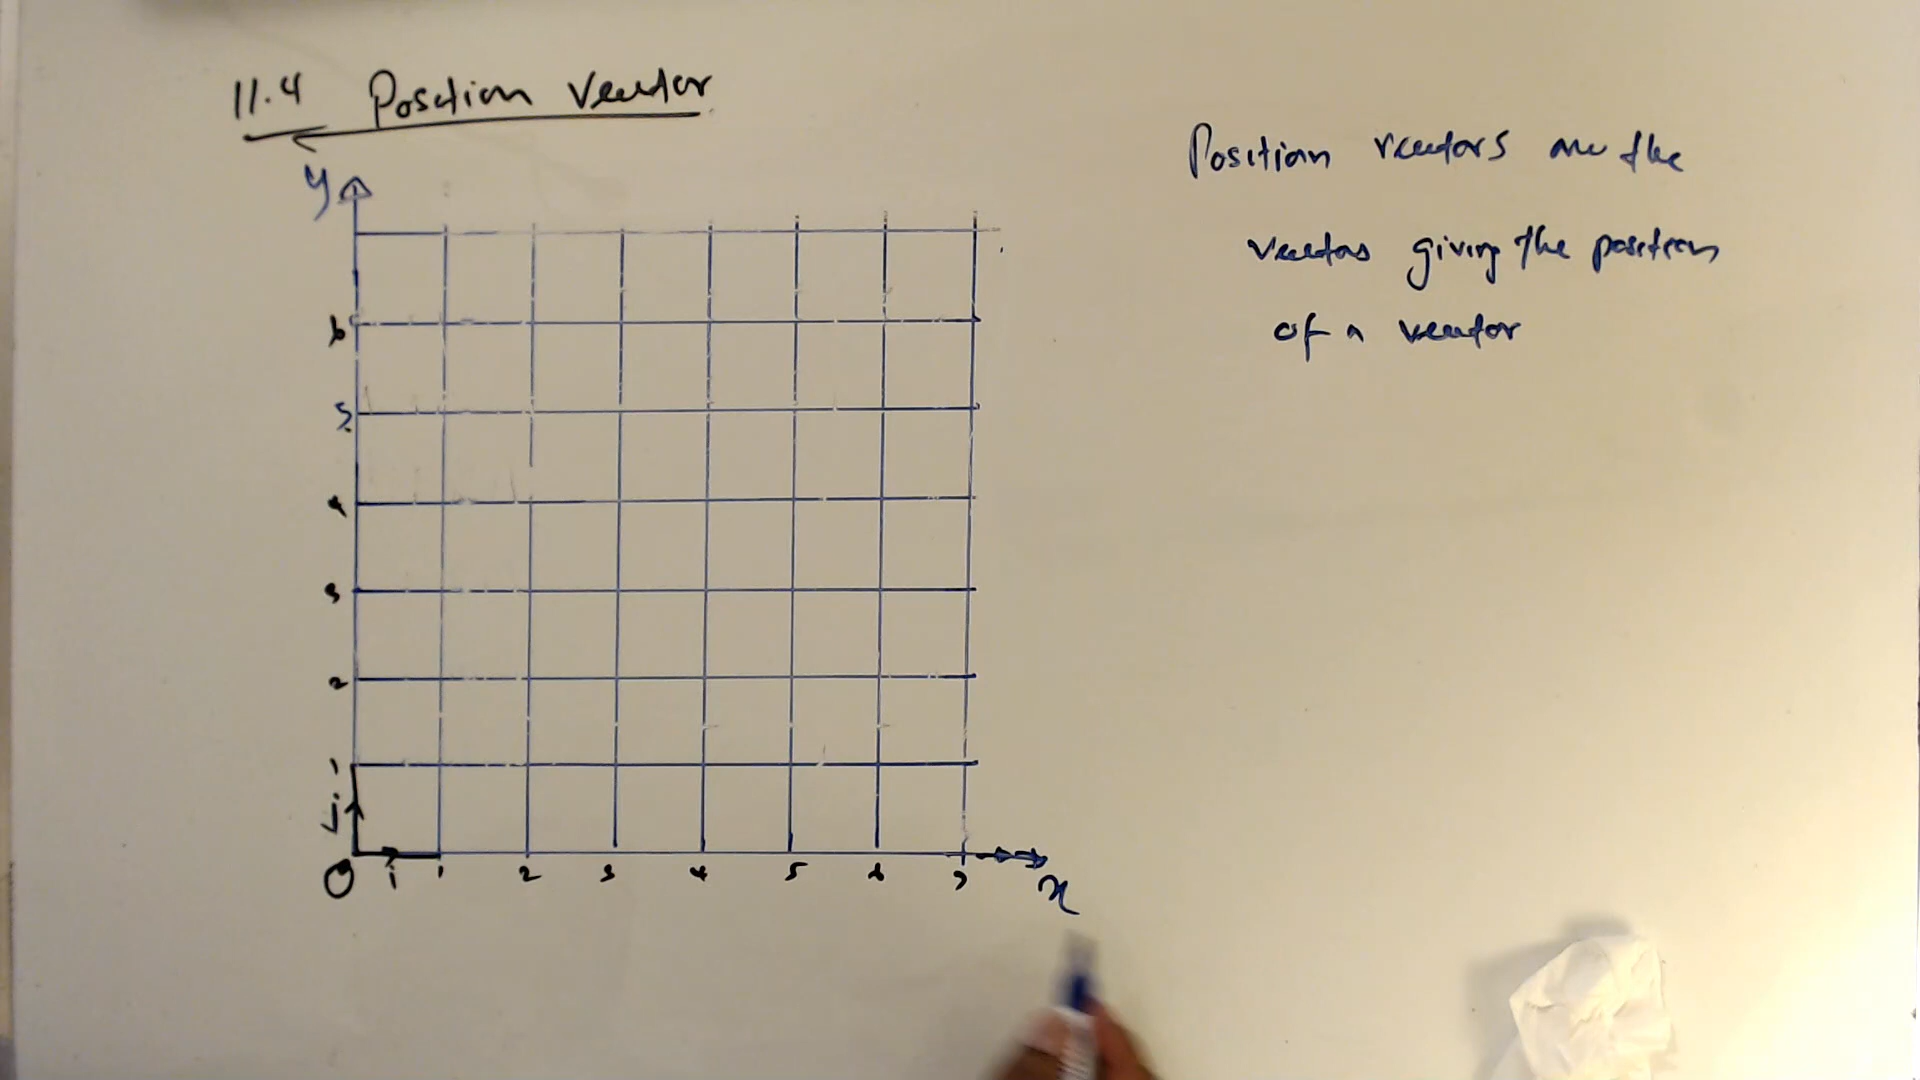 11.4 Position Vector
Position vectors are the
vectors giving the position
of a vector
y
6
5
4
3
2
1
j
O i 1 2 3 4 5 6 7 x